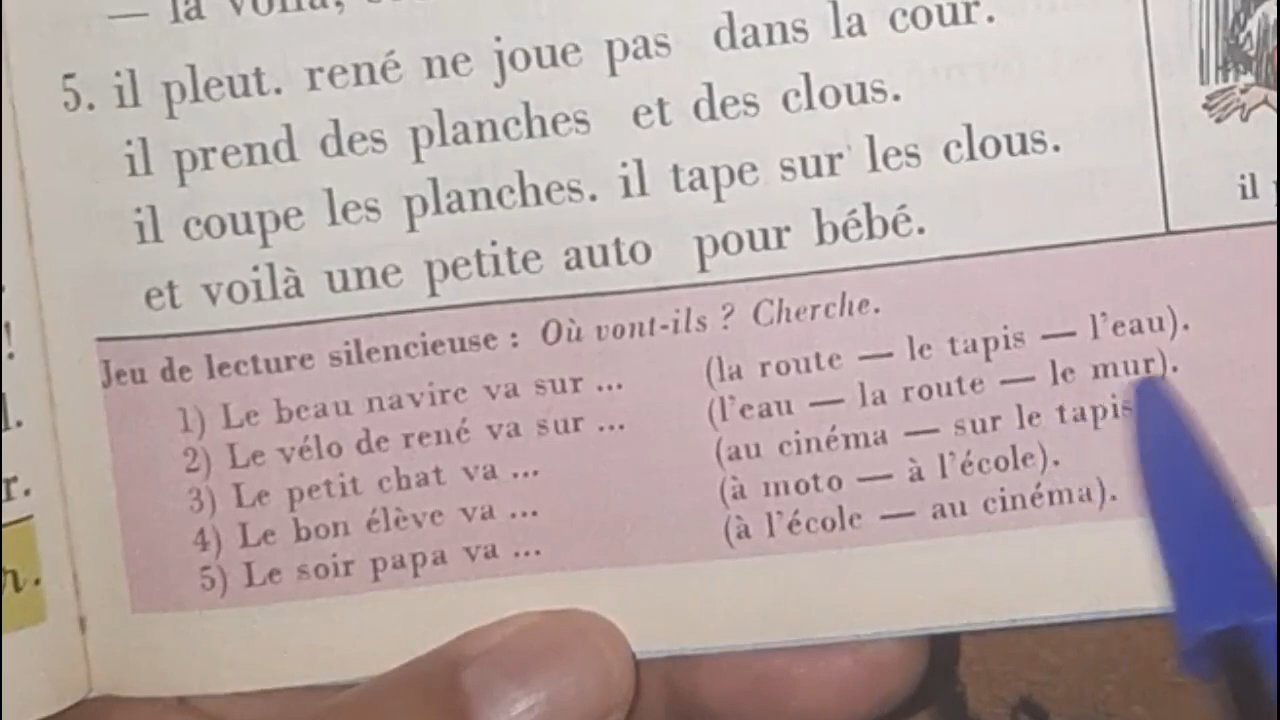 — la voilà,
5. il pleut. rené ne joue pas dans la cour.
il prend des planches et des clous.
il coupe les planches. il tape sur les clous.
et voilà une petite auto pour bébé.
il
Jeu de lecture silencieuse : Où vont-ils ? Cherche.
1) Le beau navire va sur ... (la route — le tapis — l'eau).
2) Le vélo de rené va sur ... (l'eau — la route — le mur).
3) Le petit chat va ... (au cinéma — sur le tapis
4) Le bon élève va ... (à moto — à l'école).
5) Le soir papa va ... (à l'école — au cinéma).